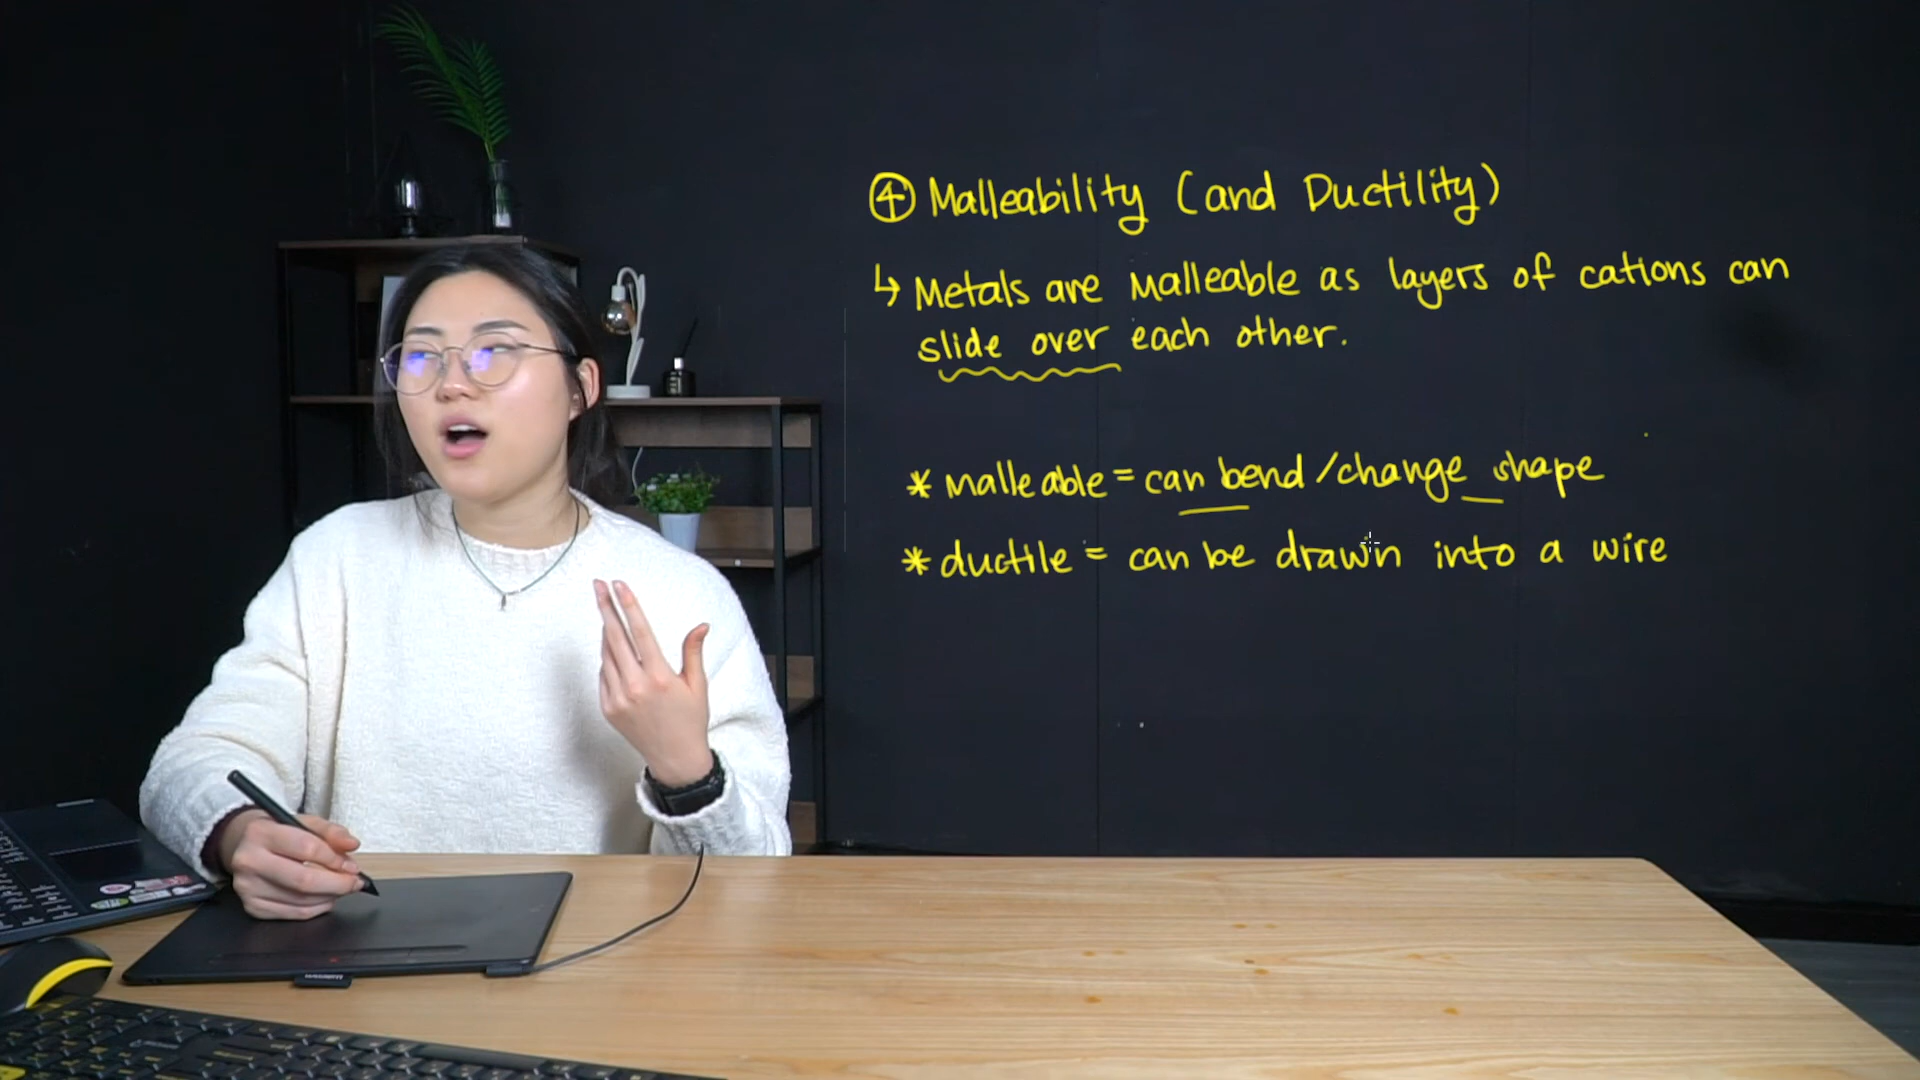 ④ Malleability (and Ductility)
↳ Metals are malleable as layers of cations can
slide over each other.
* malleable = can bend / change shape
* ductile = can be drawn into a wire